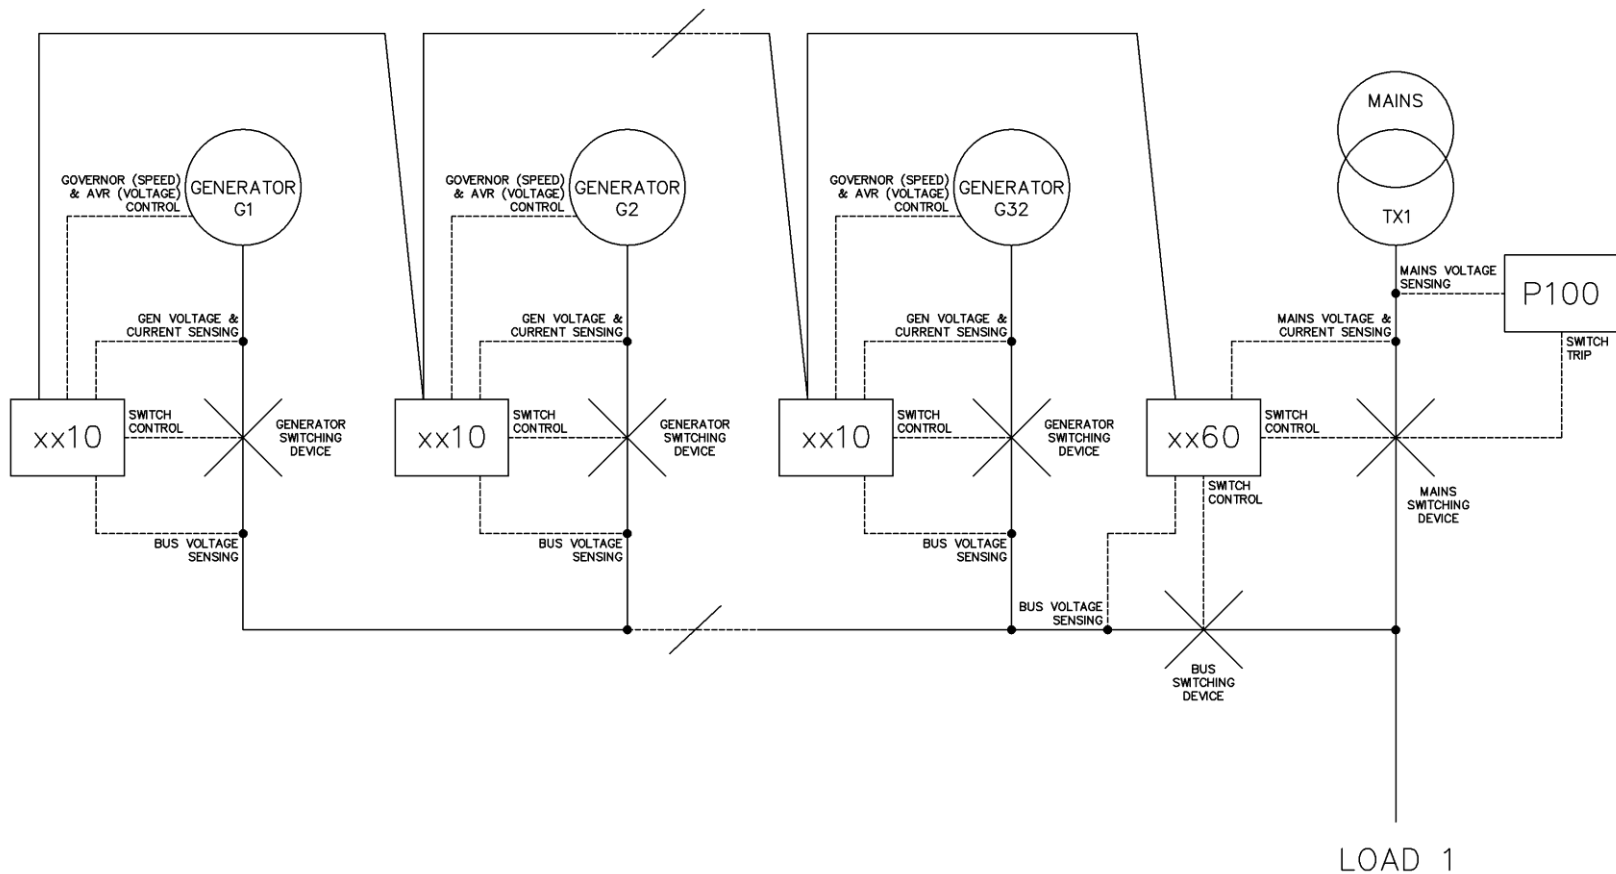 MAINS
GENERATOR
G1
GENERATOR
G2
GENERATOR
G32
TX1
GOVERNOR (SPEED)
& AVR (VOLTAGE)
CONTROL
GOVERNOR (SPEED)
& AVR (VOLTAGE)
CONTROL
GOVERNOR (SPEED)
& AVR (VOLTAGE)
CONTROL
MAINS VOLTAGE
SENSING
P100
GEN VOLTAGE &
CURRENT SENSING
GEN VOLTAGE &
CURRENT SENSING
GEN VOLTAGE &
CURRENT SENSING
MAINS VOLTAGE &
CURRENT SENSING
SWITCH
TRIP
xx10
SWITCH
CONTROL
GENERATOR
SWITCHING
DEVICE
xx10
SWITCH
CONTROL
GENERATOR
SWITCHING
DEVICE
xx10
SWITCH
CONTROL
GENERATOR
SWITCHING
DEVICE
xx60
SWITCH
CONTROL
SWITCH
CONTROL
MAINS
SWITCHING
DEVICE
BUS VOLTAGE
SENSING
BUS VOLTAGE
SENSING
BUS VOLTAGE
SENSING
BUS VOLTAGE
SENSING
BUS
SWITCHING
DEVICE
LOAD 1